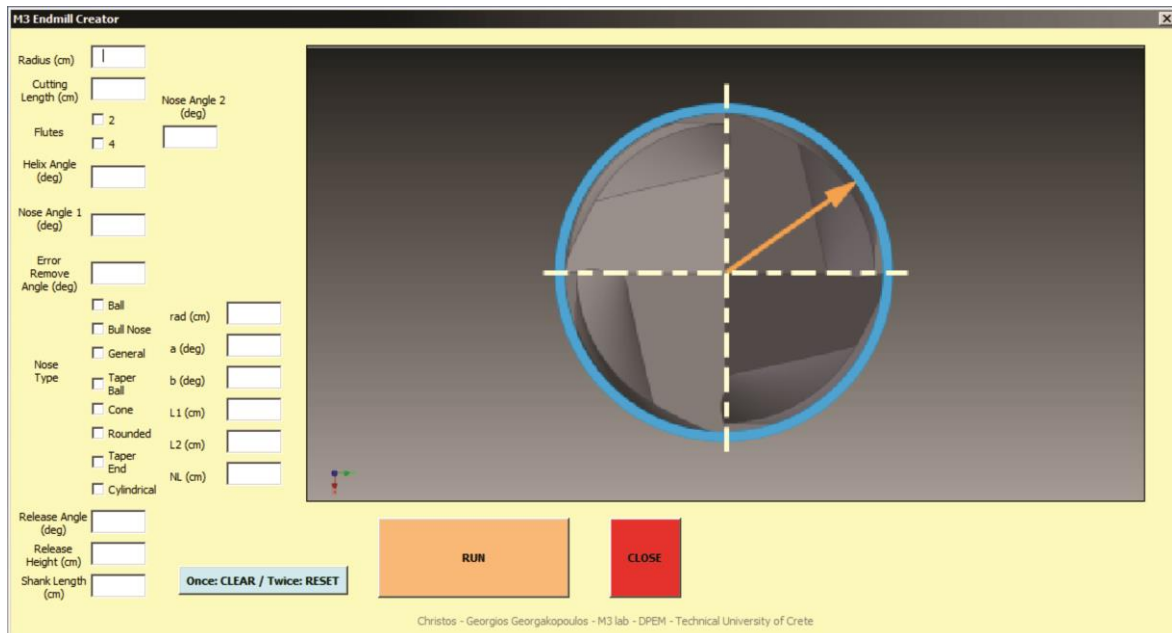 M3 Endmill Creator
Radius (cm)
Cutting
Length (cm)
Nose Angle 2
(deg)
Flutes
2
4
Helix Angle
(deg)
Nose Angle 1
(deg)
Error
Remove
Angle (deg)
Nose
Type
Ball
Bull Nose
General
Taper
Ball
Cone
Rounded
Taper
End
Cylindrical
rad (cm)
a (deg)
b (deg)
L1 (cm)
L2 (cm)
NL (cm)
Release Angle
(deg)
Release
Height (cm)
Shank Length
(cm)
Once: CLEAR / Twice: RESET
RUN
CLOSE
Christos - Georgios Georgakopoulos - M3 lab - DPEM - Technical University of Crete